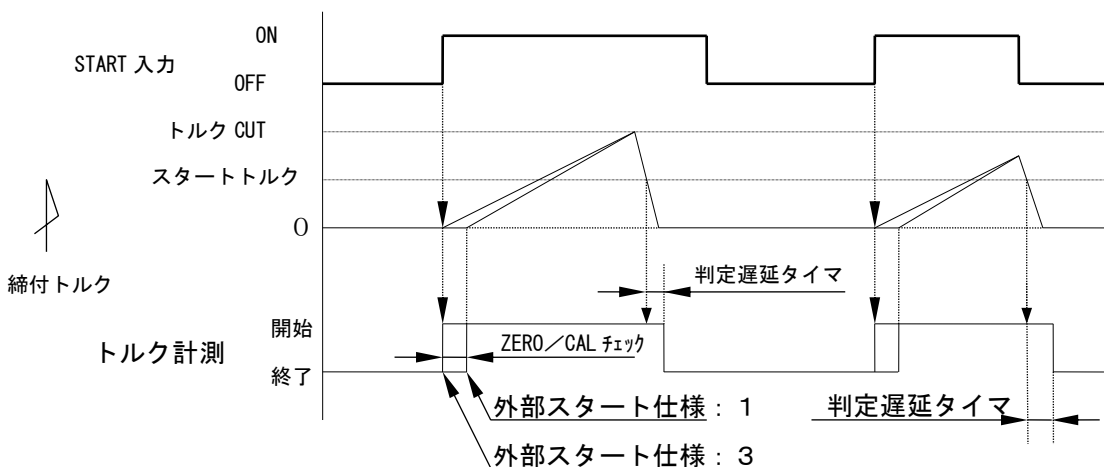 ON
START 入力
OFF
トルク CUT
スタートトルク
0
締付トルク
判定遅延タイマ
開始
トルク計測
ZERO／CAL チェック
終了
外部スタート仕様：１
判定遅延タイマ
外部スタート仕様：３